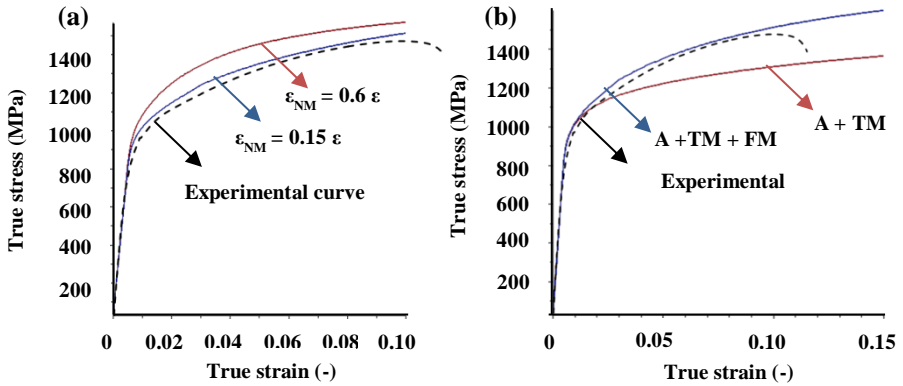 (a)
True stress (MPa)
1400
1200
1000
800
600
400
200
0
0.02
0.04
0.06
0.08
0.10
True strain (-)
εNM = 0.6 ε
εNM = 0.15 ε
Experimental curve
(b)
True stress (MPa)
1400
1200
1000
800
600
400
200
0
0.05
0.10
0.15
True strain (-)
A +TM + FM
A + TM
Experimental